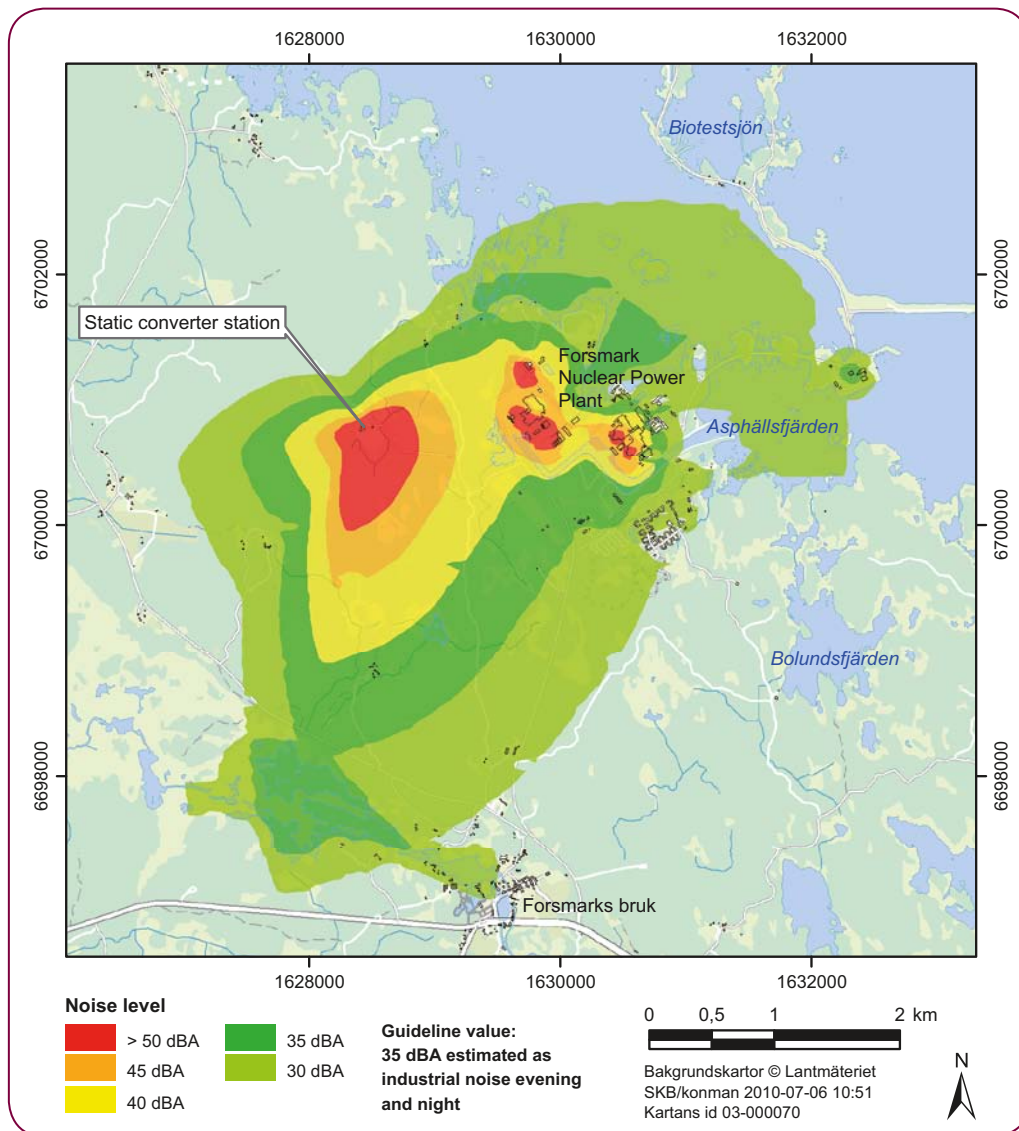 1628000 1630000 1632000
Biotestsjön
6702000 6702000
Static converter station
Forsmark
Nuclear Power
Plant
Asphällsfjärden
6700000 6700000
Bolundsfjärden
6698000 6698000
Forsmarks bruk
1628000 1630000 1632000
Noise level
> 50 dBA
45 dBA
40 dBA
35 dBA
30 dBA
Guideline value:
35 dBA estimated as
industrial noise evening
and night
0 0,5 1 2 km
Bakgrundskartor © Lantmäteriet
SKB/konman 2010-07-06 10:51
Kartans id 03-000070
N